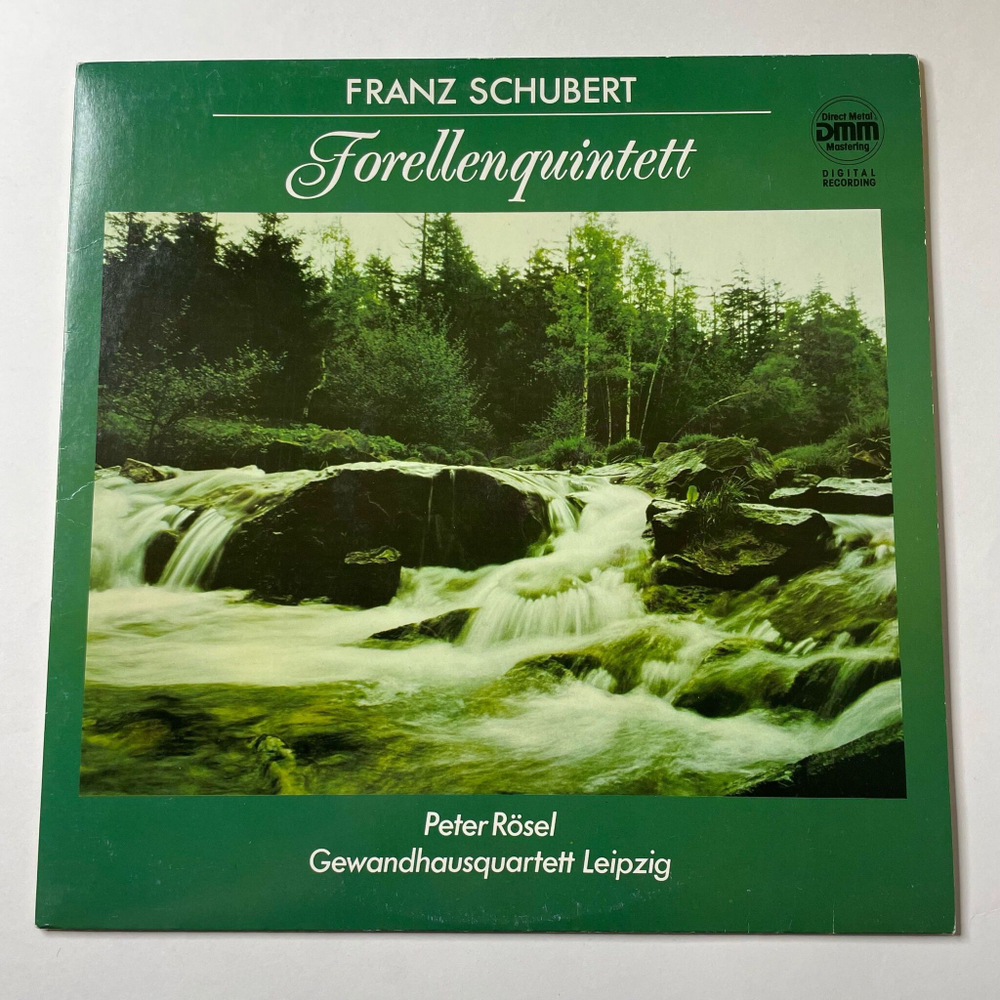 FRANZ SCHUBERT
Forellenquintett
Direct Metal
DMM
Mastering
DIGITAL
RECORDING
Peter Rösel
Gewandhausquartett Leipzig